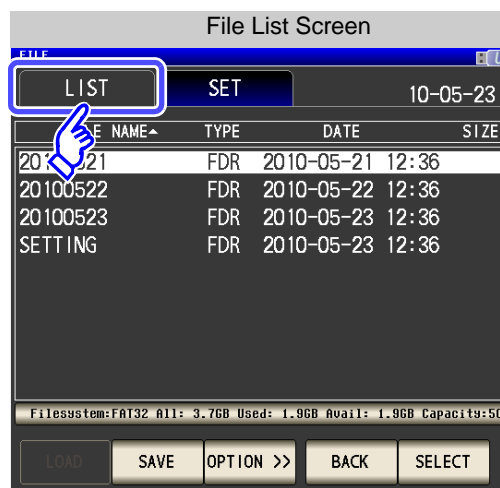 File List Screen
FILE
LIST SET 10-05-23
NAME▲ TYPE DATE SIZE
FDR 2010-05-21 12:36
20100522 FDR 2010-05-22 12:36
20100523 FDR 2010-05-23 12:36
SETTING FDR 2010-05-23 12:36
Filesystem:FAT32 All: 3.7GB Used: 1.9GB Avail: 1.9GB Capacity:50
LOAD SAVE OPTION >> BACK SELECT